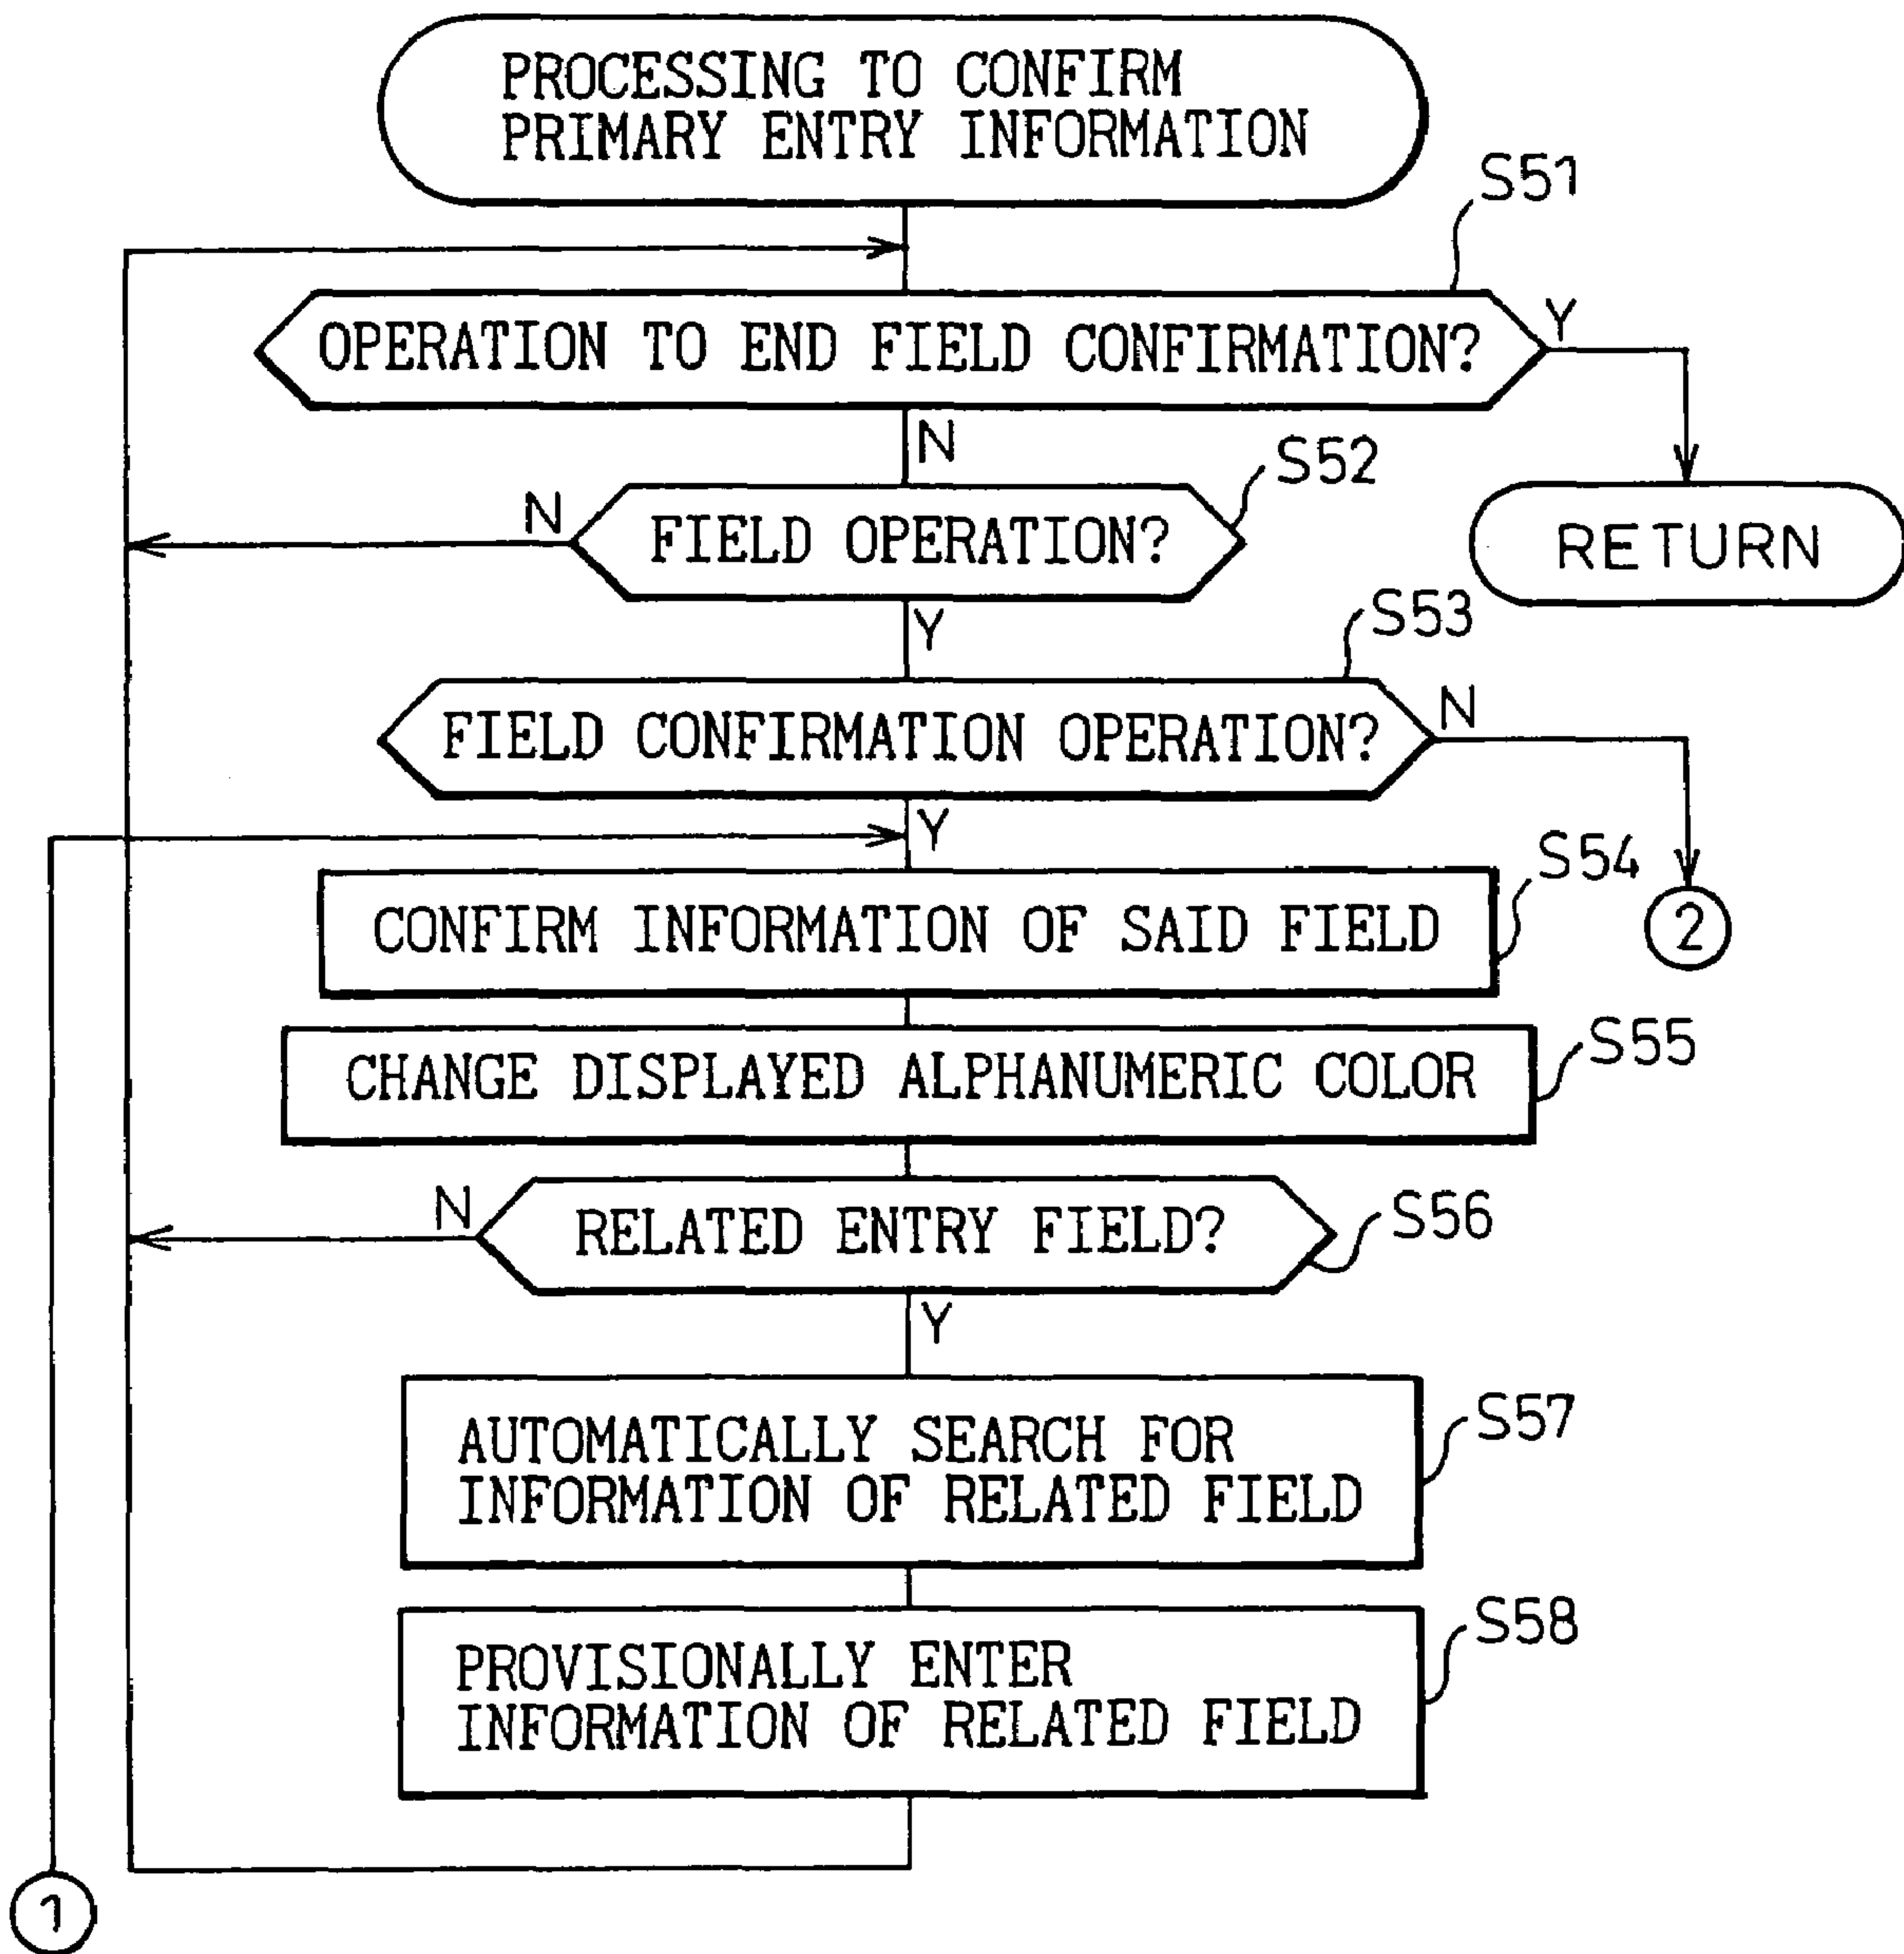 PROCESSING TO CONFIRM
PRIMARY ENTRY INFORMATION
S51
OPERATION TO END FIELD CONFIRMATION?
Y
N
S52
N
FIELD OPERATION?
RETURN
Y
S53
FIELD CONFIRMATION OPERATION?
N
Y
S54
CONFIRM INFORMATION OF SAID FIELD
2
S55
CHANGE DISPLAYED ALPHANUMERIC COLOR
N
RELATED ENTRY FIELD?
S56
Y
AUTOMATICALLY SEARCH FOR
INFORMATION OF RELATED FIELD
S57
PROVISIONALLY ENTER
INFORMATION OF RELATED FIELD
S58
1